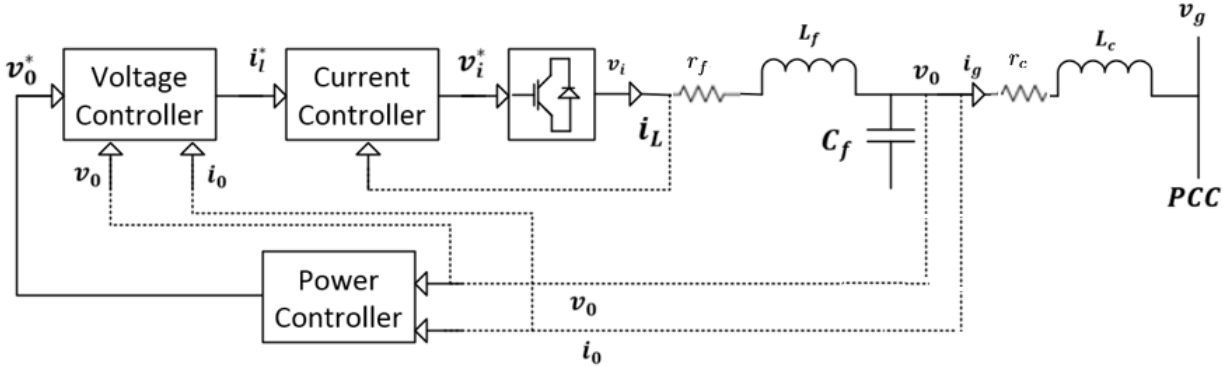 v_0^*
Voltage
Controller
i_l^*
Current
Controller
v_i^*
v_i
r_f
L_f
v_0
i_g
r_c
L_c
v_g
i_L
C_f
v_0
i_0
PCC
Power
Controller
v_0
i_0